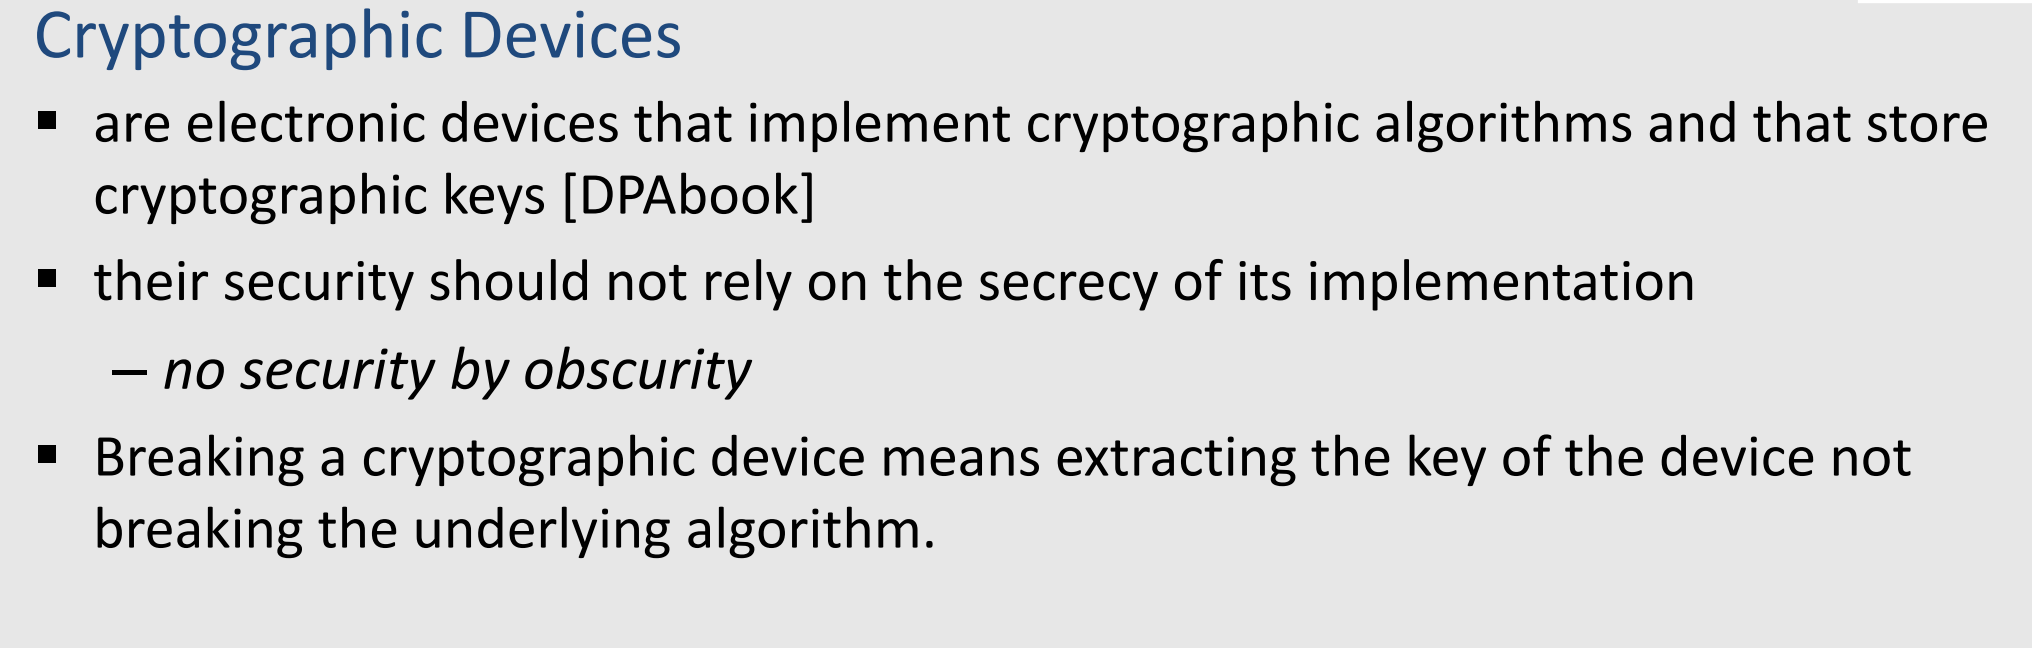 Cryptographic Devices
▪ are electronic devices that implement cryptographic algorithms and that store
cryptographic keys [DPAbook]
▪ their security should not rely on the secrecy of its implementation
– no security by obscurity
▪ Breaking a cryptographic device means extracting the key of the device not
breaking the underlying algorithm.